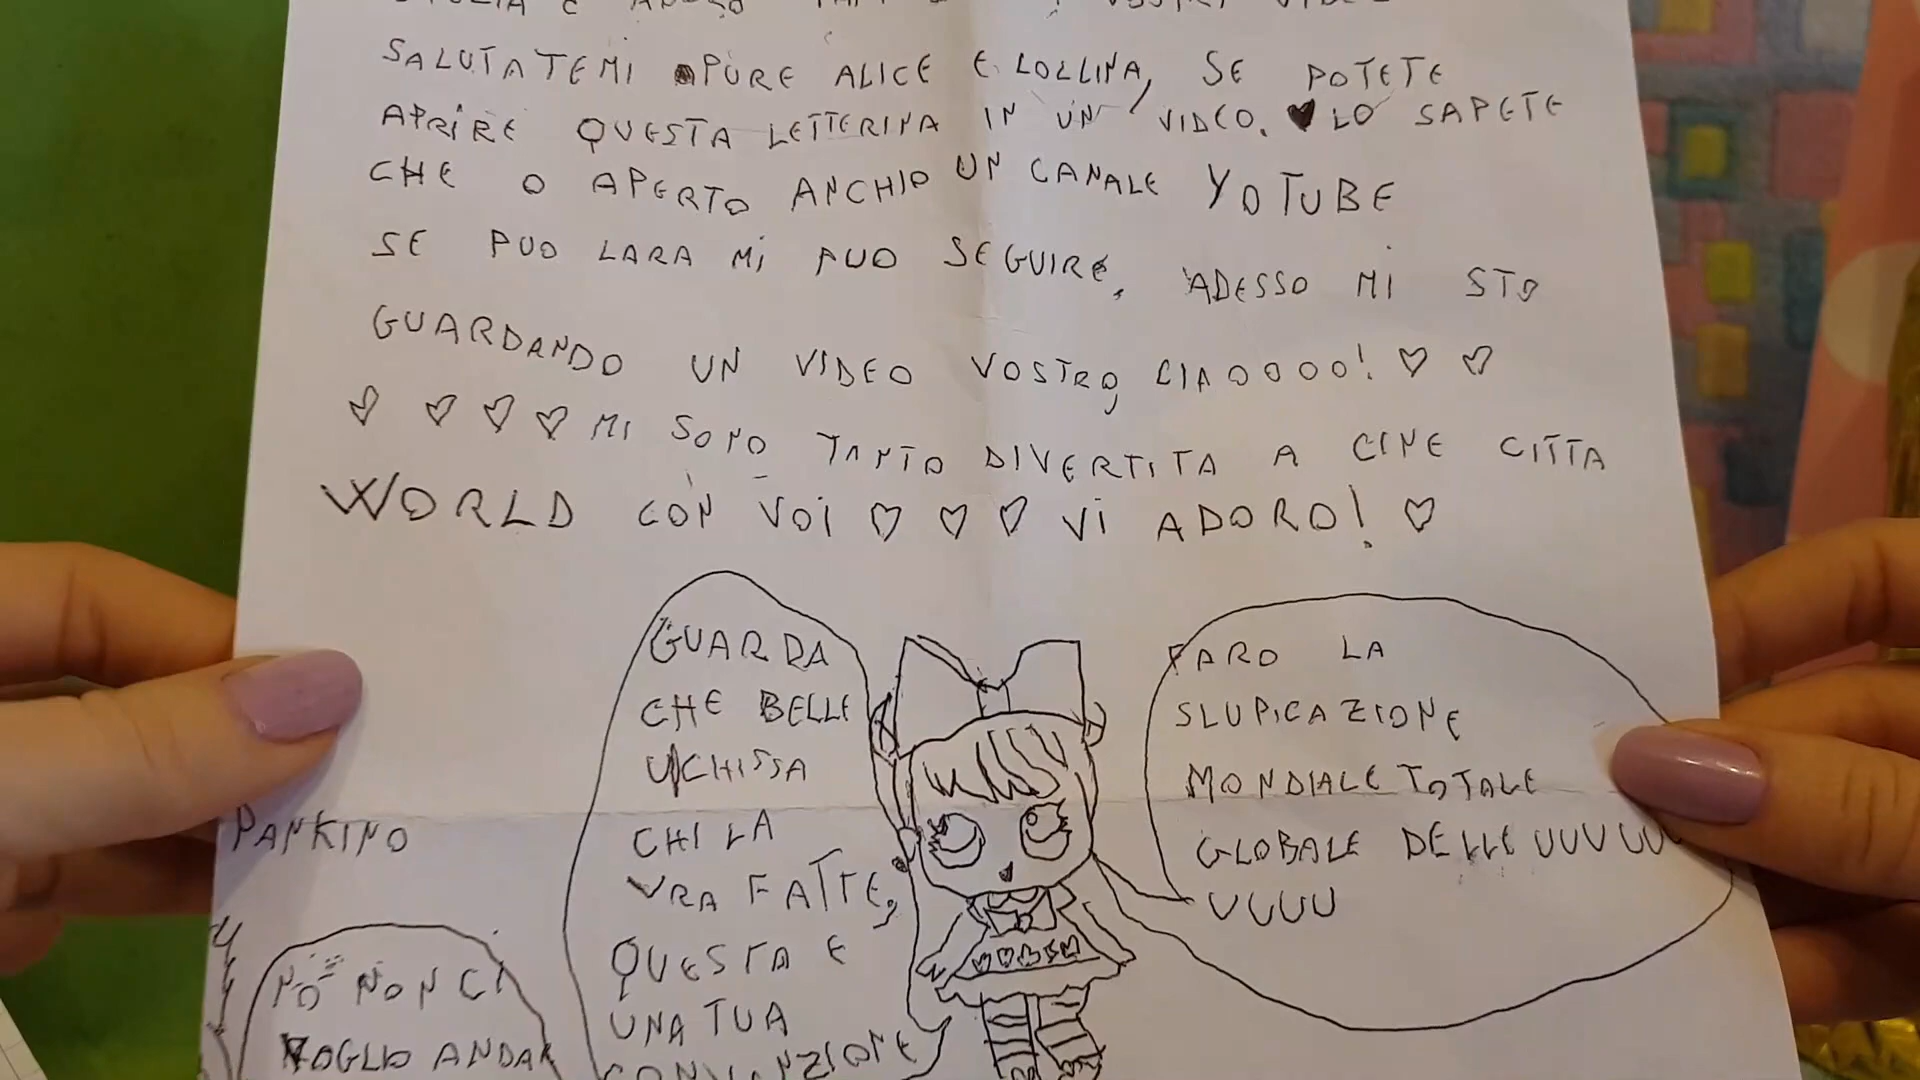 SALUTATEMI PURE ALICE E LOLLINA, SE POTETE
APRIRE QUESTA LETTERINA IN UN VIDEO. LO SAPETE
CHE O APERTO ANCHIO UN CANALE YOTUBE
SE PUO LARA MI PUO SEGUIRE, ADESSO MI STO
GUARDANDO UN VIDEO VOSTRO, CIAOOOO! ♡ ♡
♡ ♡ ♡ ♡ MI SONO TANTO DIVERTITA A CINE CITTA
WORLD CON VOI ♡ ♡ ♡ VI ADORO! ♡
GUARDA
CHE BELLE
UCHISSA
CHI LA
VRA FATTE,
QUESTA E
UNA TUA
FARO LA
SLUPICAZIONE
MONDIALE TOTALE
GLOBALE DELLE UUUUU
UUUU
PANKINO
NO NON CI
VOGLIO ANDAR